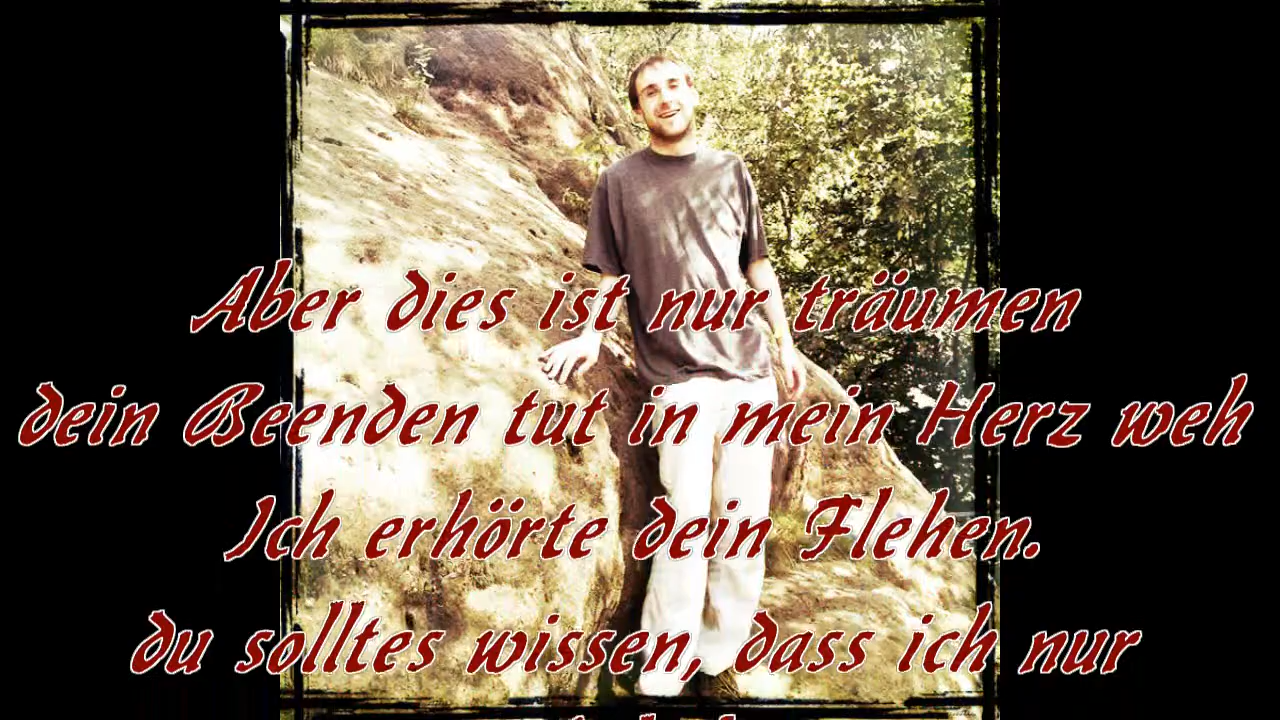 Aber dies ist nur träumen
dein Beenden tut in mein Herz weh
Ich erhörte dein Flehen.
du solltes wissen, dass ich nur